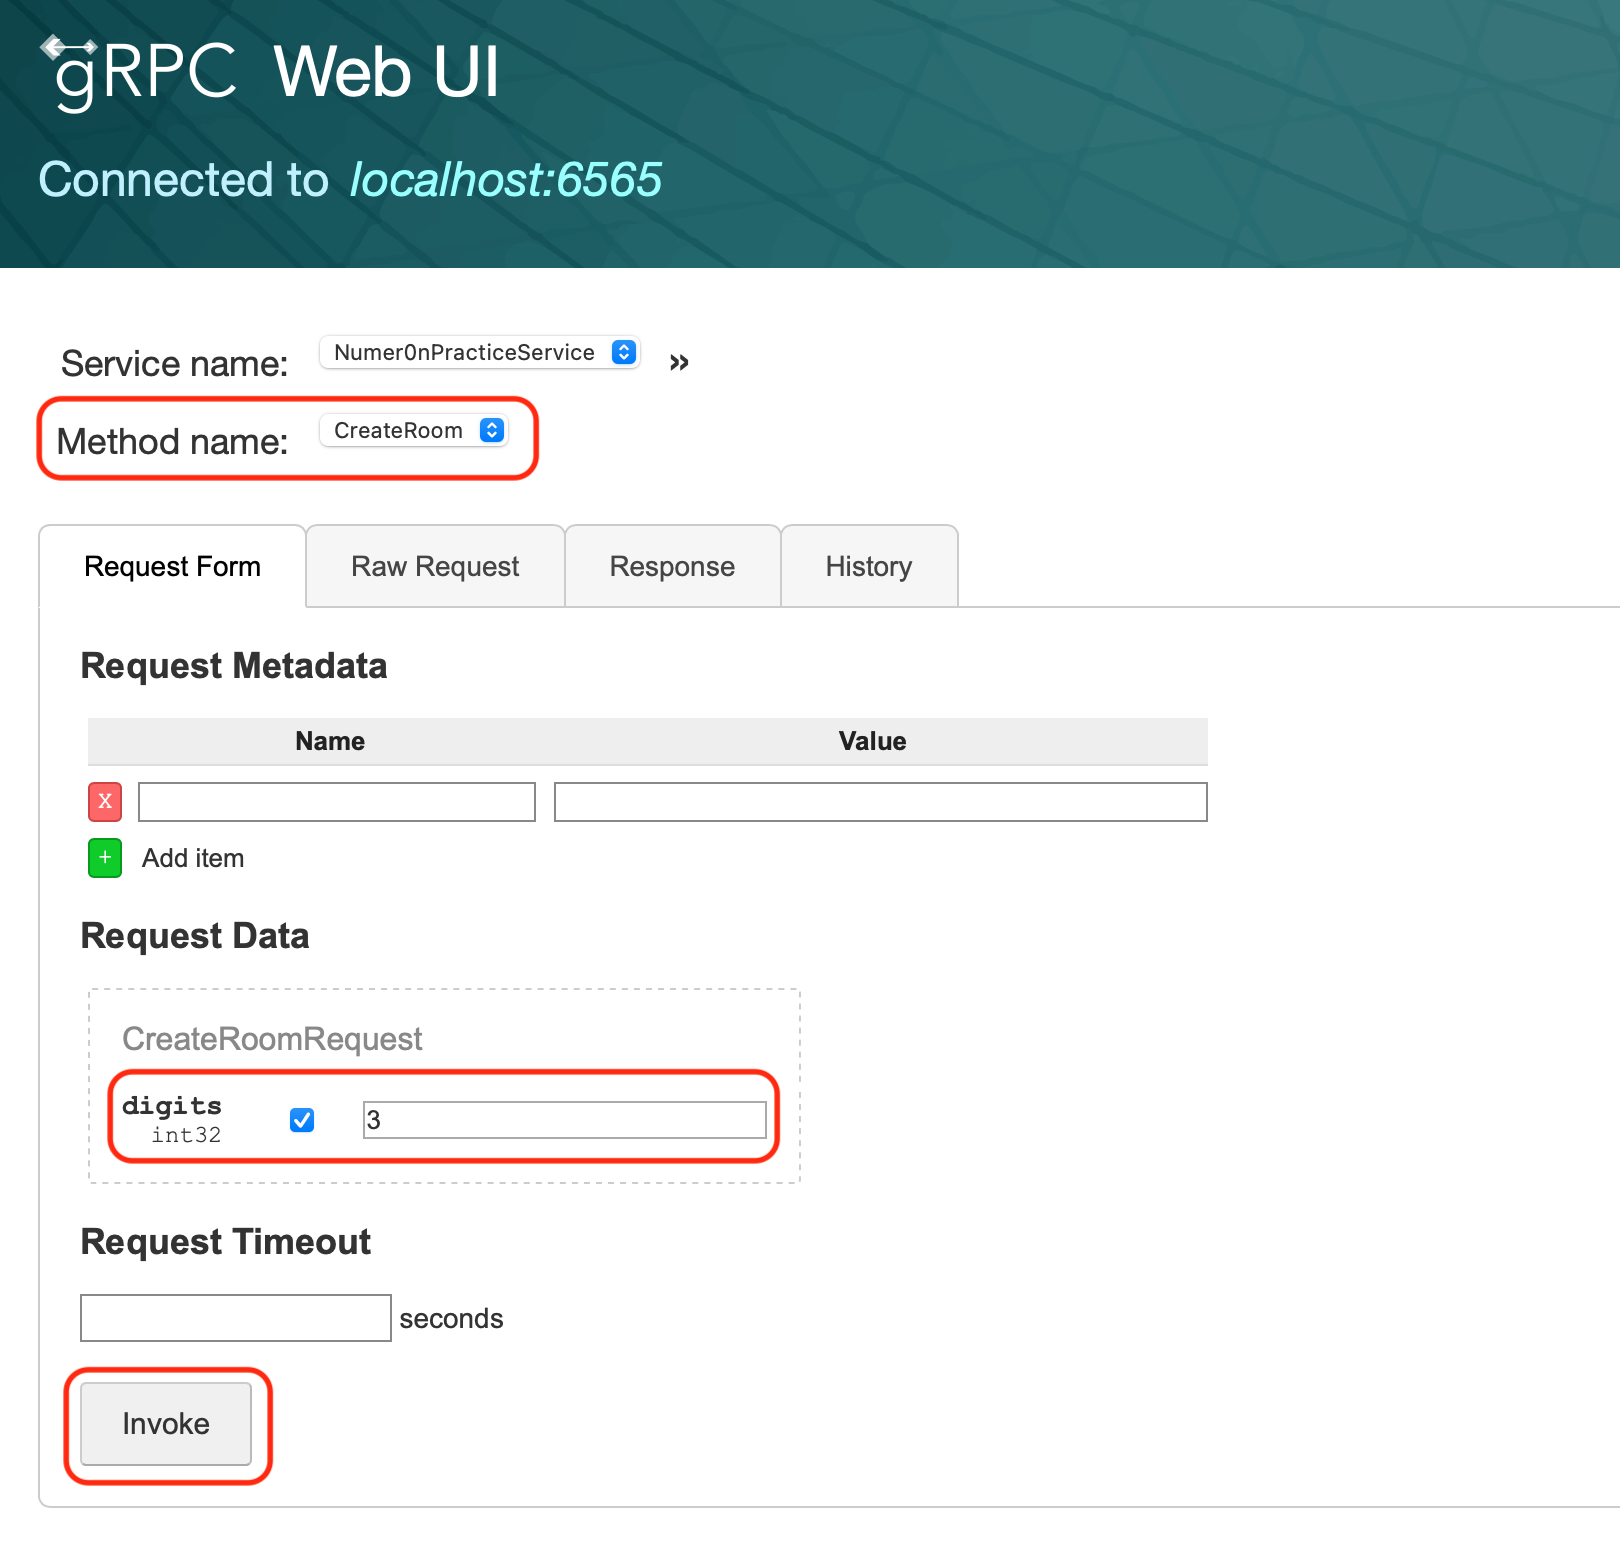 gRPC Web UI
Connected to localhost:6565
Service name: Numer0nPracticeService »
Method name: CreateRoom
Request Form Raw Request Response History
Request Metadata
Name Value
X
+ Add item
Request Data
CreateRoomRequest
digits
int32
3
Request Timeout
seconds
Invoke